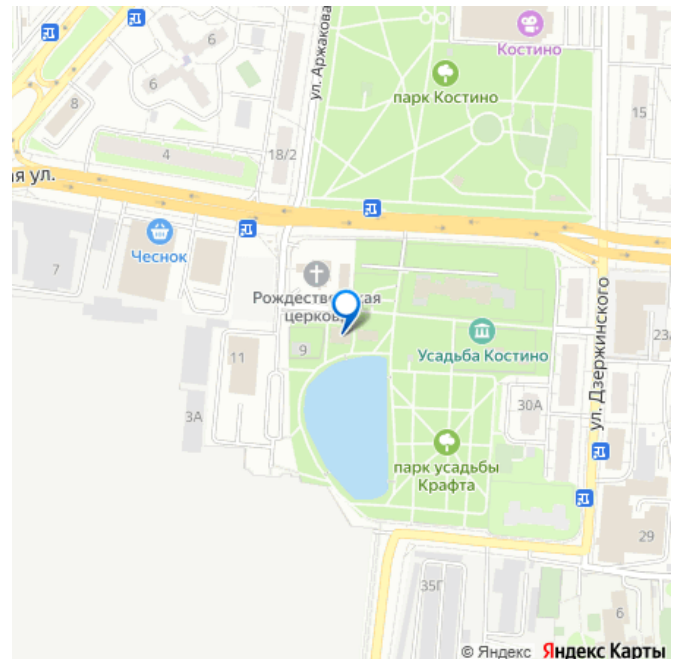 Костино
6
ул. Аржакова
парк Костино
6
8
15
4
18/2
я ул.
Чеснок
7
Рождественская
церковь
ул. Дзержинского
23
Усадьба Костино
9
11
30А
3А
парк усадьбы
Крафта
29
35Г
6
© Яндекс Яндекс Карты